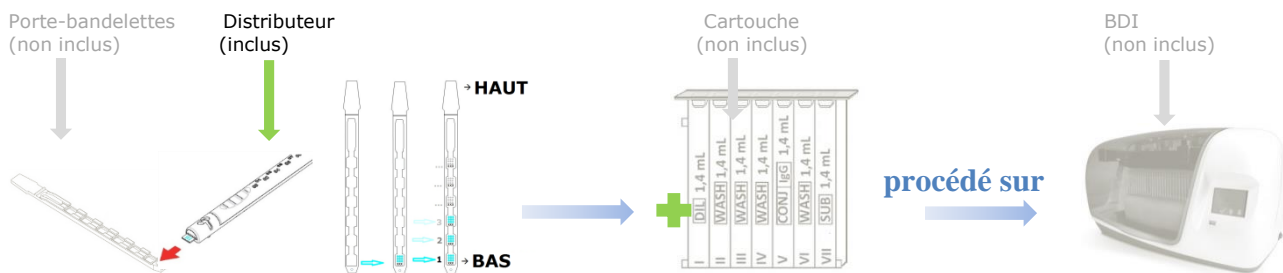 Porte-bandelettes
(non inclus)
Distributeur
(inclus)
→ HAUT
...
...
...
3
2
1
→ BAS
Cartouche
(non inclus)
I DIL 1,4 mL
II WASH 1,4 mL
III WASH 1,4 mL
IV WASH 1,4 mL
V CONJ IgG 1,4 mL
VI WASH 1,4 mL
VII SUB 1,4 mL
procédé sur
BDI
(non inclus)